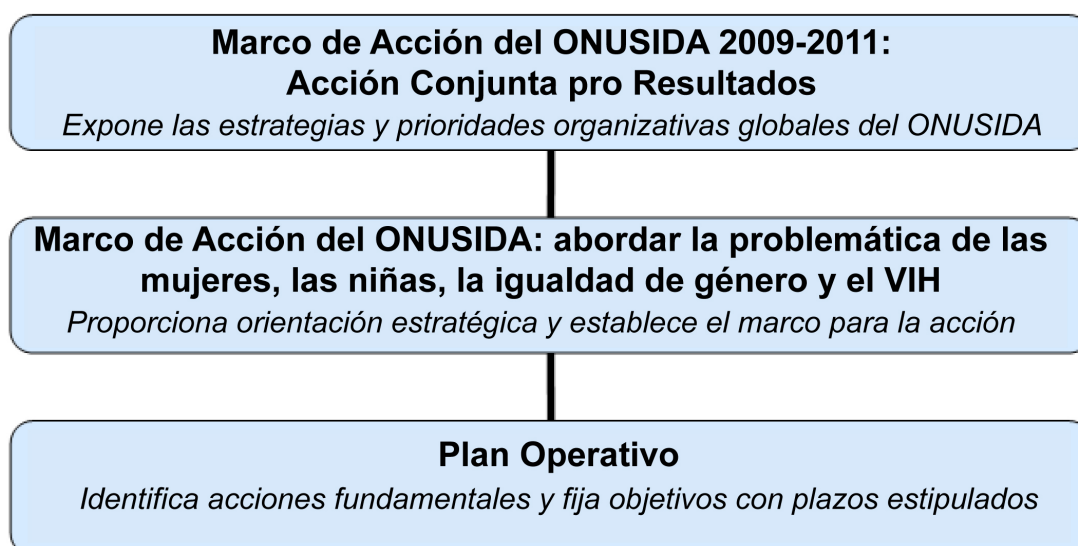 Marco de Acción del ONUSIDA 2009-2011:
Acción Conjunta pro Resultados
Expone las estrategias y prioridades organizativas globales del ONUSIDA
Marco de Acción del ONUSIDA: abordar la problemática de las
mujeres, las niñas, la igualdad de género y el VIH
Proporciona orientación estratégica y establece el marco para la acción
Plan Operativo
Identifica acciones fundamentales y fija objetivos con plazos estipulados